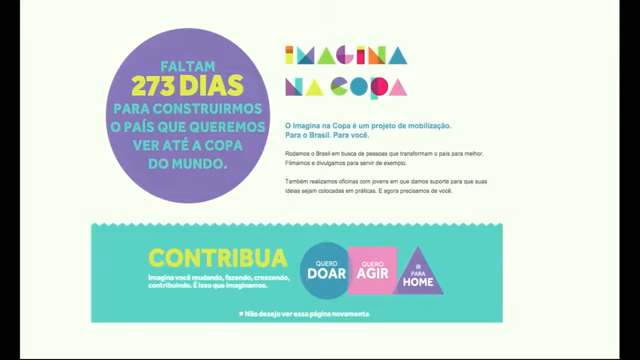 FALTAM
273 DIAS
PARA CONSTRUIRMOS
O PAÍS QUE QUEREMOS
VER ATÉ A COPA
DO MUNDO.
IMAGINA
NA COPA
O Imagina na Copa é um projeto de mobilização.
Para o Brasil. Para você.
Rodamos o Brasil em busca de pessoas que transformam o país para melhor.
Filmamos e divulgamos para servir de exemplo.
Também realizamos oficinas com jovens em que damos suporte para que suas
ideias sejam colocadas em práticas. E agora precisamos de você.
CONTRIBUA
Imagina você mudando, fazendo, crescendo,
contribuindo. É isso que imaginamos.
QUERO
DOAR
QUERO
AGIR
IR
PARA
HOME
Não desejo ver essa página novamente